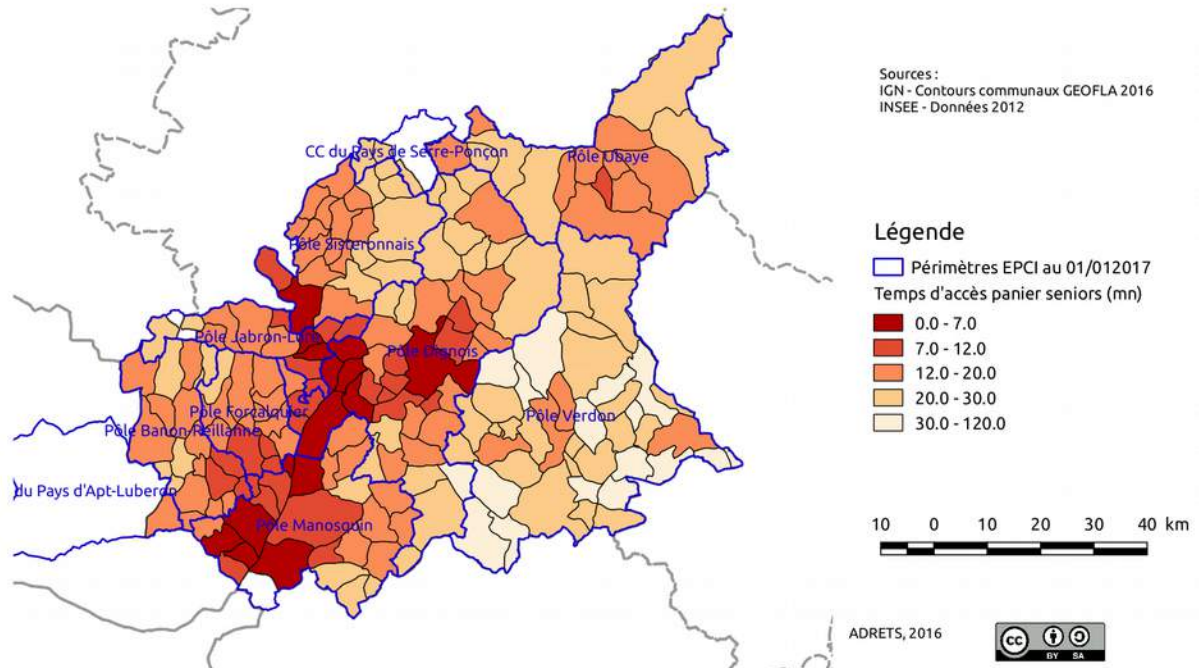 Sources :
IGN - Contours communaux GEOFLA 2016
INSEE - Données 2012
CC du Pays de Serre-Ponçon
Pôle Ubaye
Pôle Sisteronnais
Pôle Jabron-Lure
Pôle Dignois
Pôle Forcalquier
Pôle Banon-Reillanne
Pôle Verdon
du Pays d'Apt-Luberon
Pôle Manosquin
Légende
Périmètres EPCI au 01/012017
Temps d'accès panier seniors (mn)
0.0 - 7.0
7.0 - 12.0
12.0 - 20.0
20.0 - 30.0
30.0 - 120.0
10 0 10 20 30 40 km
ADRETS, 2016
cc
BY SA